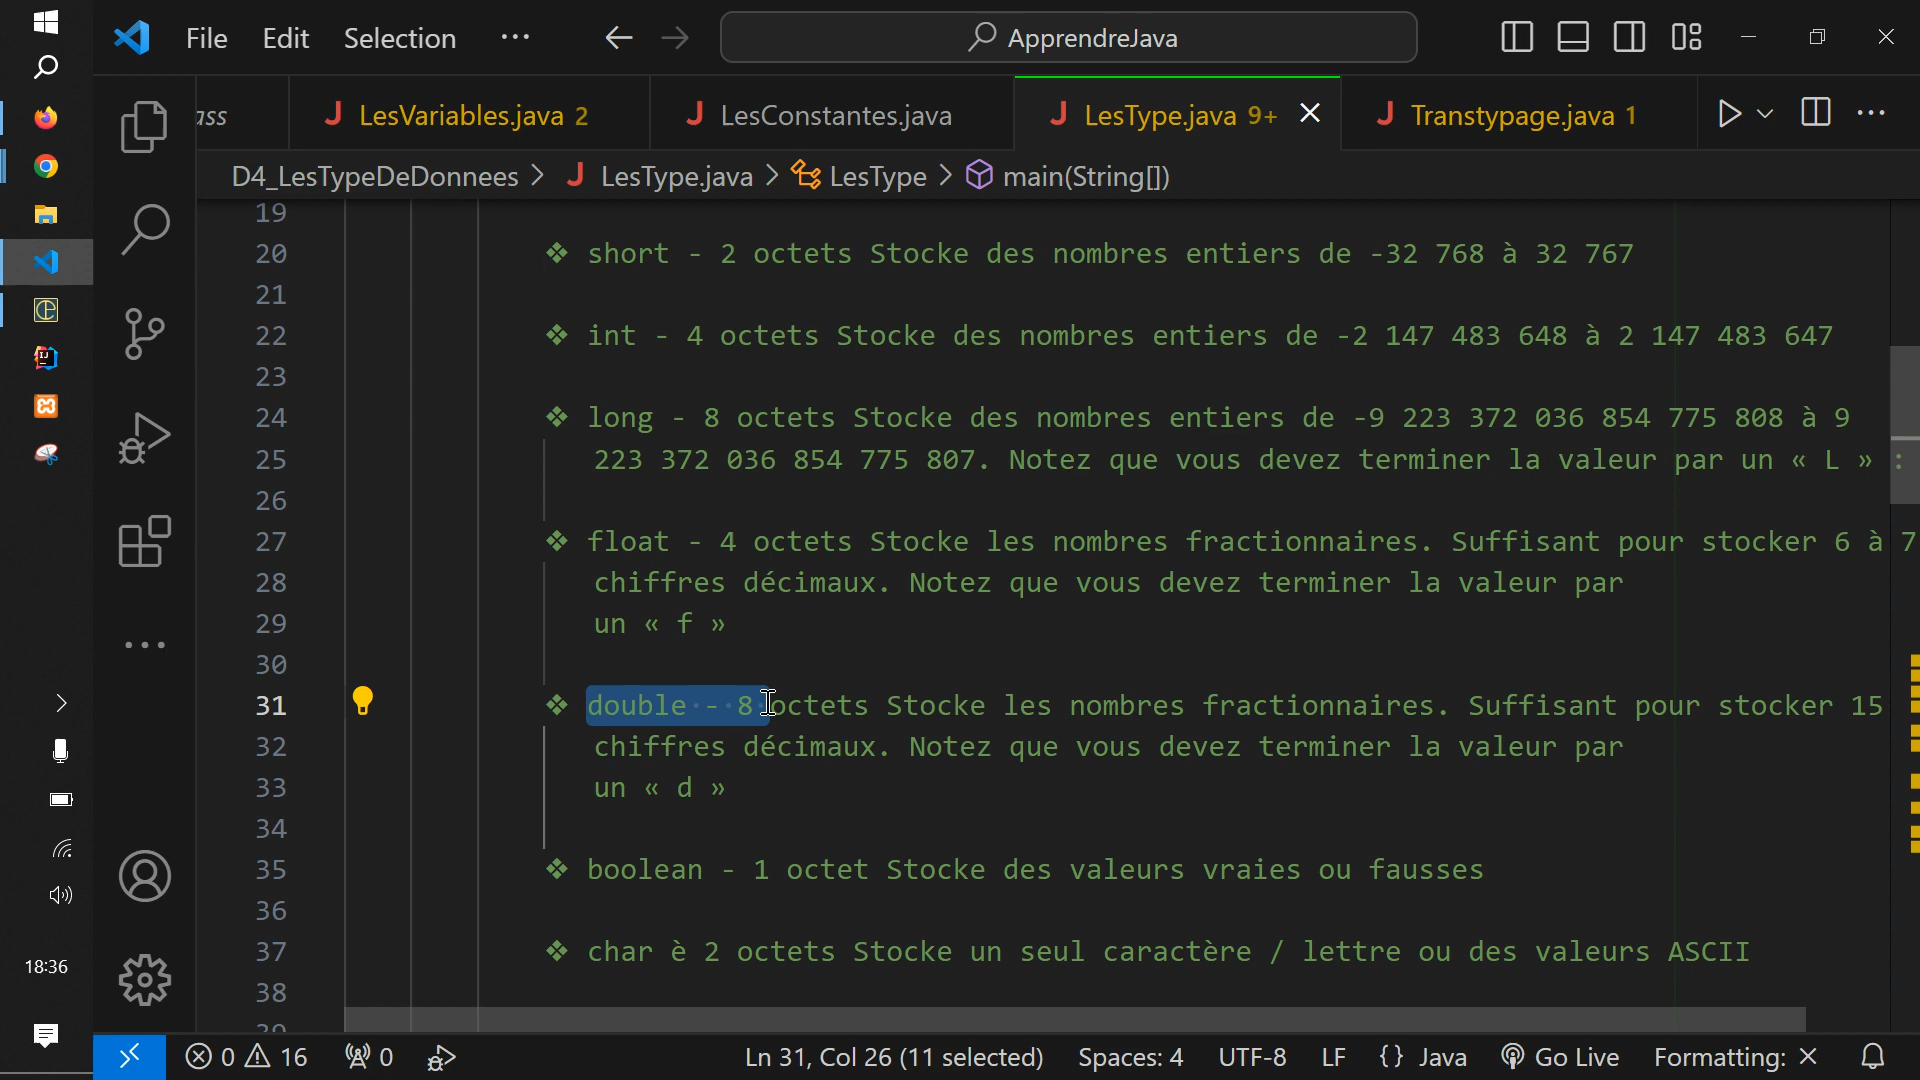 File Edit Selection ··· ApprendreJava
ass LesVariables.java 2 LesConstantes.java LesType.java 9+ Transtypage.java 1
D4_LesTypeDeDonnees > LesType.java > LesType > main(String[])
19
20 ❖ short - 2 octets Stocke des nombres entiers de -32 768 à 32 767
21
22 ❖ int - 4 octets Stocke des nombres entiers de -2 147 483 648 à 2 147 483 647
23
24 ❖ long - 8 octets Stocke des nombres entiers de -9 223 372 036 854 775 808 à 9
25 223 372 036 854 775 807. Notez que vous devez terminer la valeur par un « L » :
26
27 ❖ float - 4 octets Stocke les nombres fractionnaires. Suffisant pour stocker 6 à 7
28 chiffres décimaux. Notez que vous devez terminer la valeur par
29 un « f »
30
31 ❖ double - 8 octets Stocke les nombres fractionnaires. Suffisant pour stocker 15
32 chiffres décimaux. Notez que vous devez terminer la valeur par
33 un « d »
34
35 ❖ boolean - 1 octet Stocke des valeurs vraies ou fausses
36
37 ❖ char è 2 octets Stocke un seul caractère / lettre ou des valeurs ASCII
38
39
18:36
0 16 0 Ln 31, Col 26 (11 selected) Spaces: 4 UTF-8 LF {} Java Go Live Formatting: ×